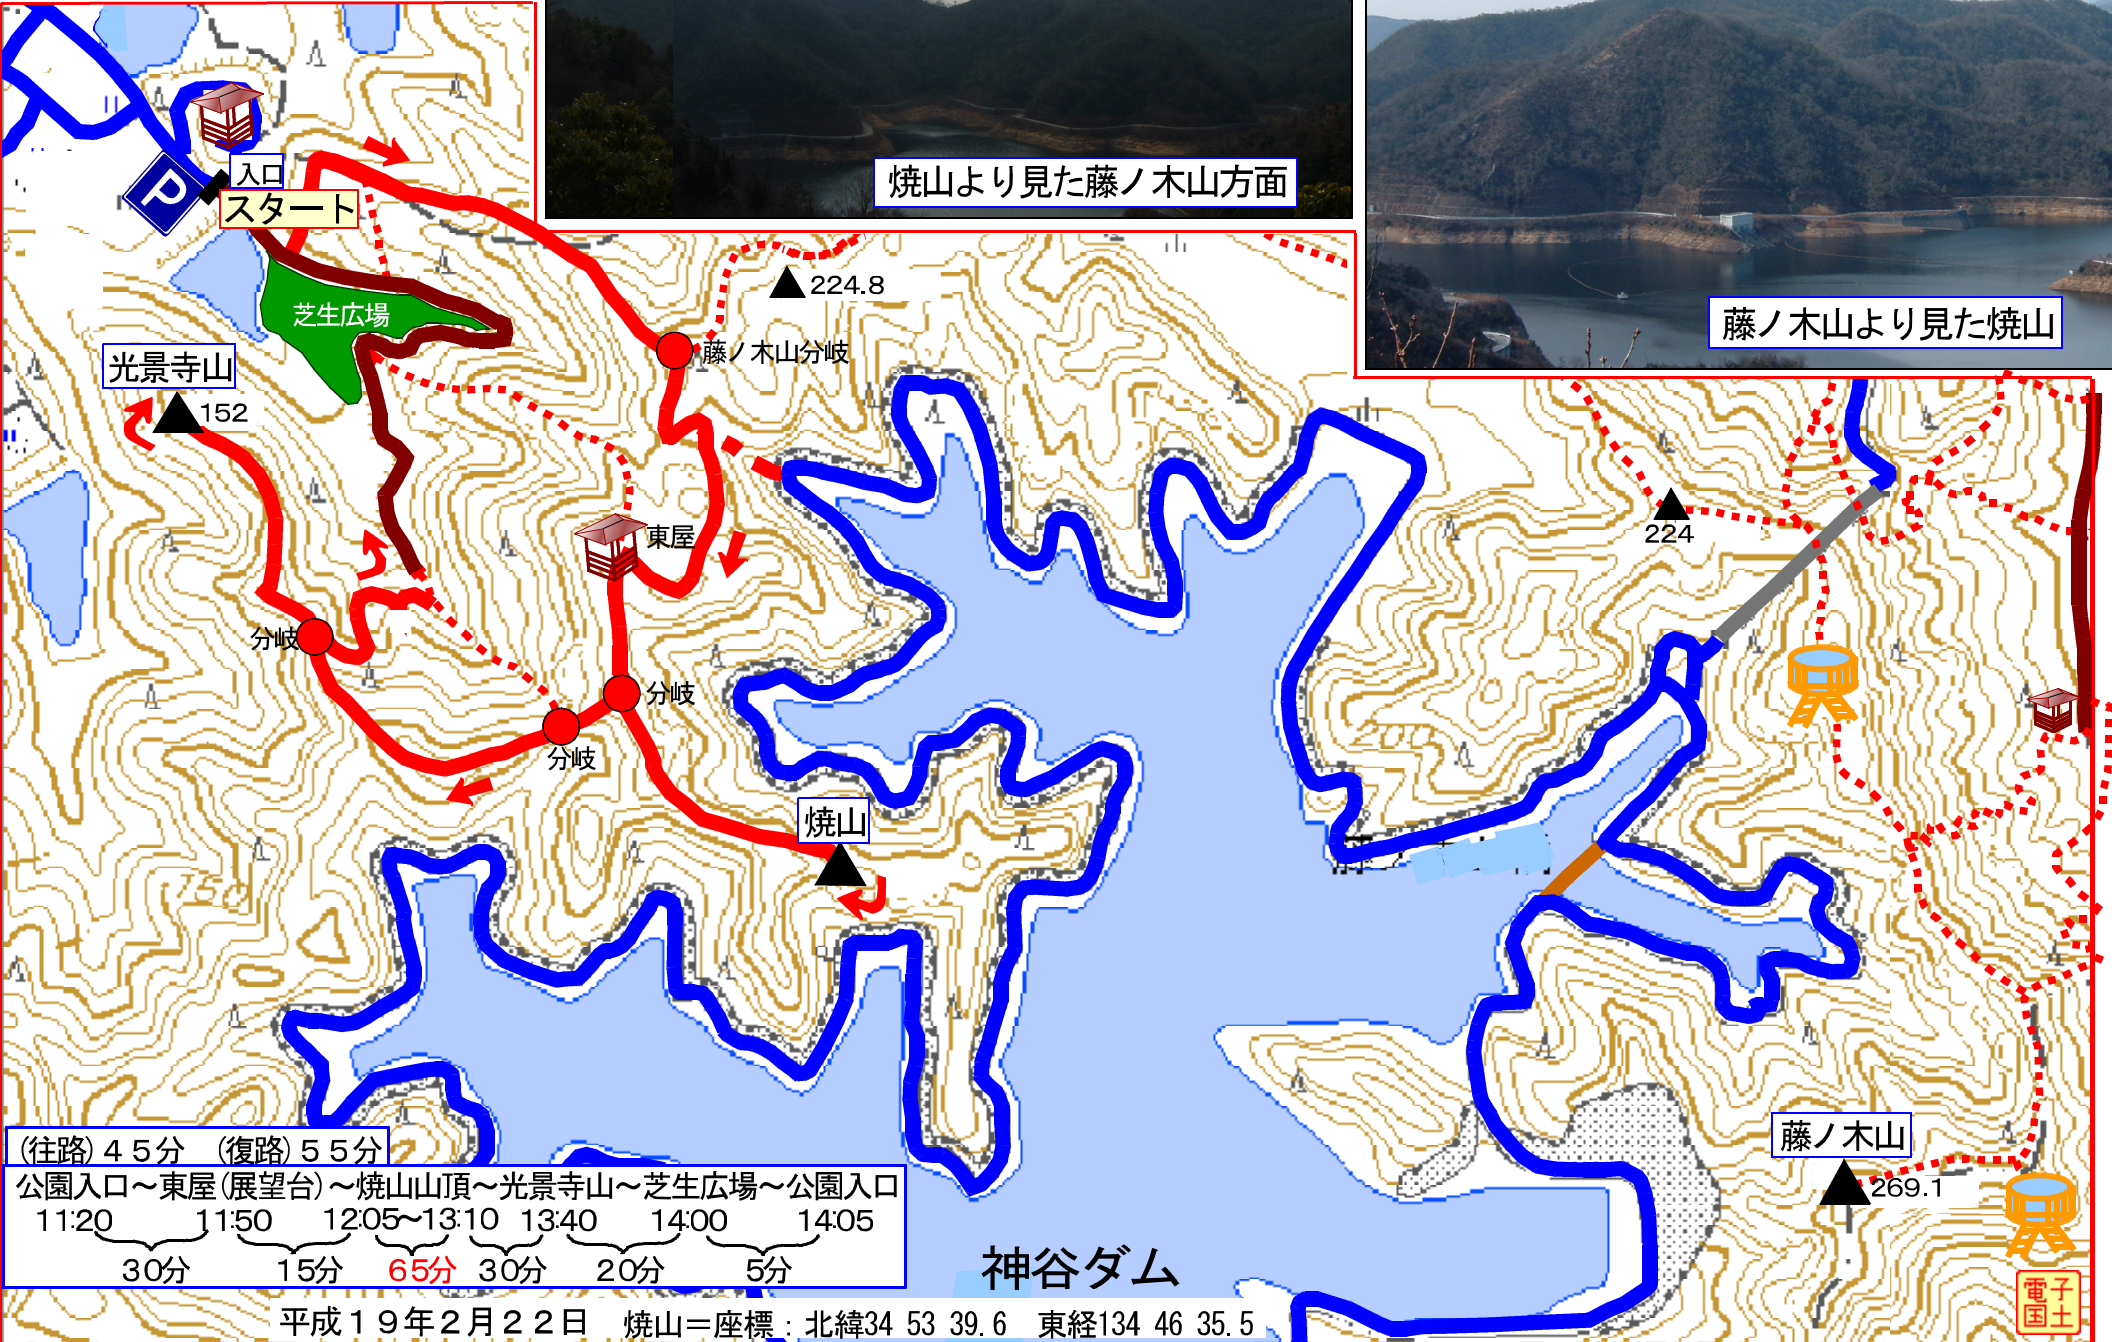 焼山より見た藤ノ木山方面
藤ノ木山より見た焼山
P
入口
スタート
芝生広場
光景寺山
152
224.8
藤ノ木山分岐
東屋
224
分岐
分岐
分岐
焼山
藤ノ木山
269.1
神谷ダム
(往路)45分 (復路)55分
公園入口~東屋(展望台)~焼山山頂~光景寺山~芝生広場~公園入口
11:20 11:50 12:05~13:10 13:40 14:00 14:05
30分 15分 65分 30分 20分 5分
平成19年2月22日 焼山=座標:北緯34 53 39.6 東経134 46 35.5
電子
国土